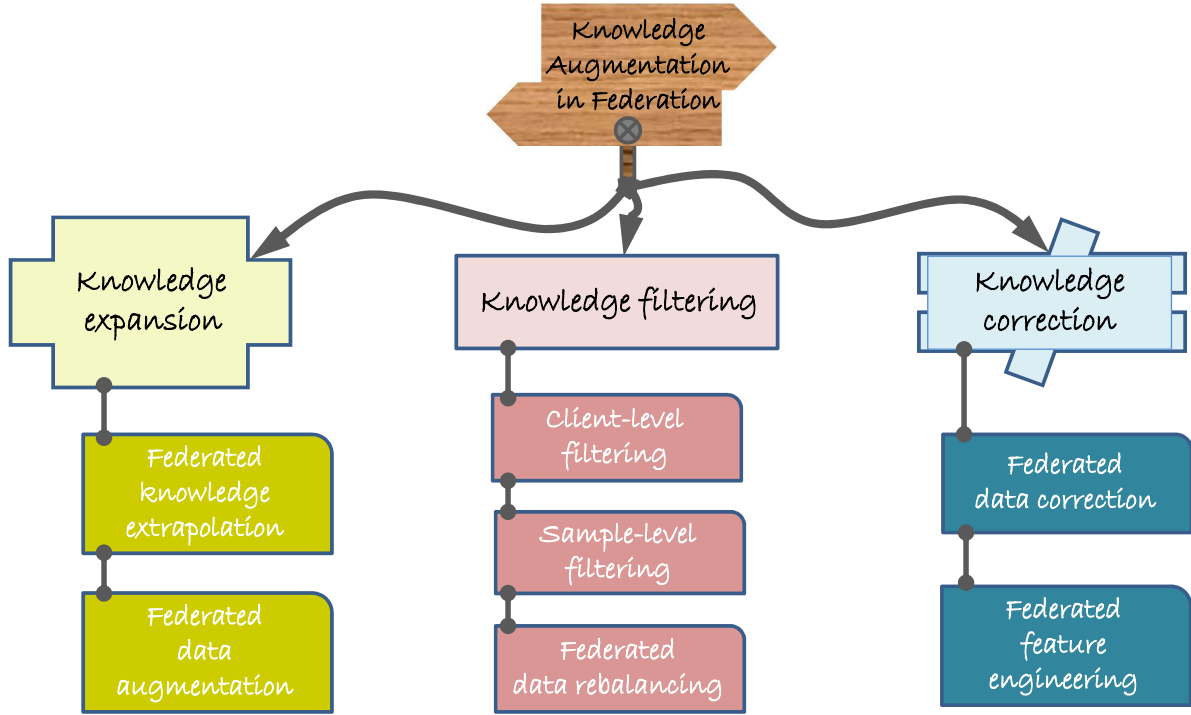 Knowledge
Augmentation
in Federation
Knowledge
expansion
Federated
knowledge
extrapolation
Federated
data
augmentation
Knowledge filtering
Client-level
filtering
Sample-level
filtering
Federated
data rebalancing
Knowledge
correction
Federated
data correction
Federated
feature
engineering